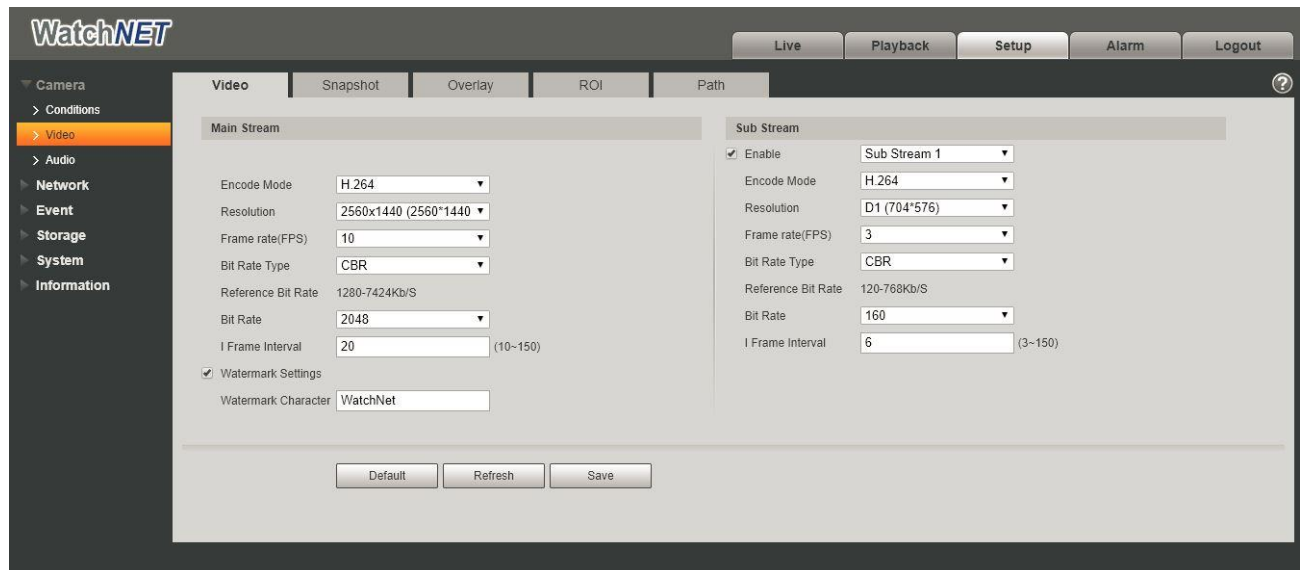 WatchNET
Live Playback Setup Alarm Logout
Camera
Conditions
Video
Audio
Network
Event
Storage
System
Information
Video Snapshot Overlay ROI Path
Main Stream
Encode Mode H.264
Resolution 2560x1440 (2560*1440
Frame rate(FPS) 10
Bit Rate Type CBR
Reference Bit Rate 1280-7424Kb/S
Bit Rate 2048
I Frame Interval 20 (10~150)
Watermark Settings
Watermark Character WatchNet
Sub Stream
Enable Sub Stream 1
Encode Mode H.264
Resolution D1 (704*576)
Frame rate(FPS) 3
Bit Rate Type CBR
Reference Bit Rate 120-768Kb/S
Bit Rate 160
I Frame Interval 6 (3~150)
Default Refresh Save